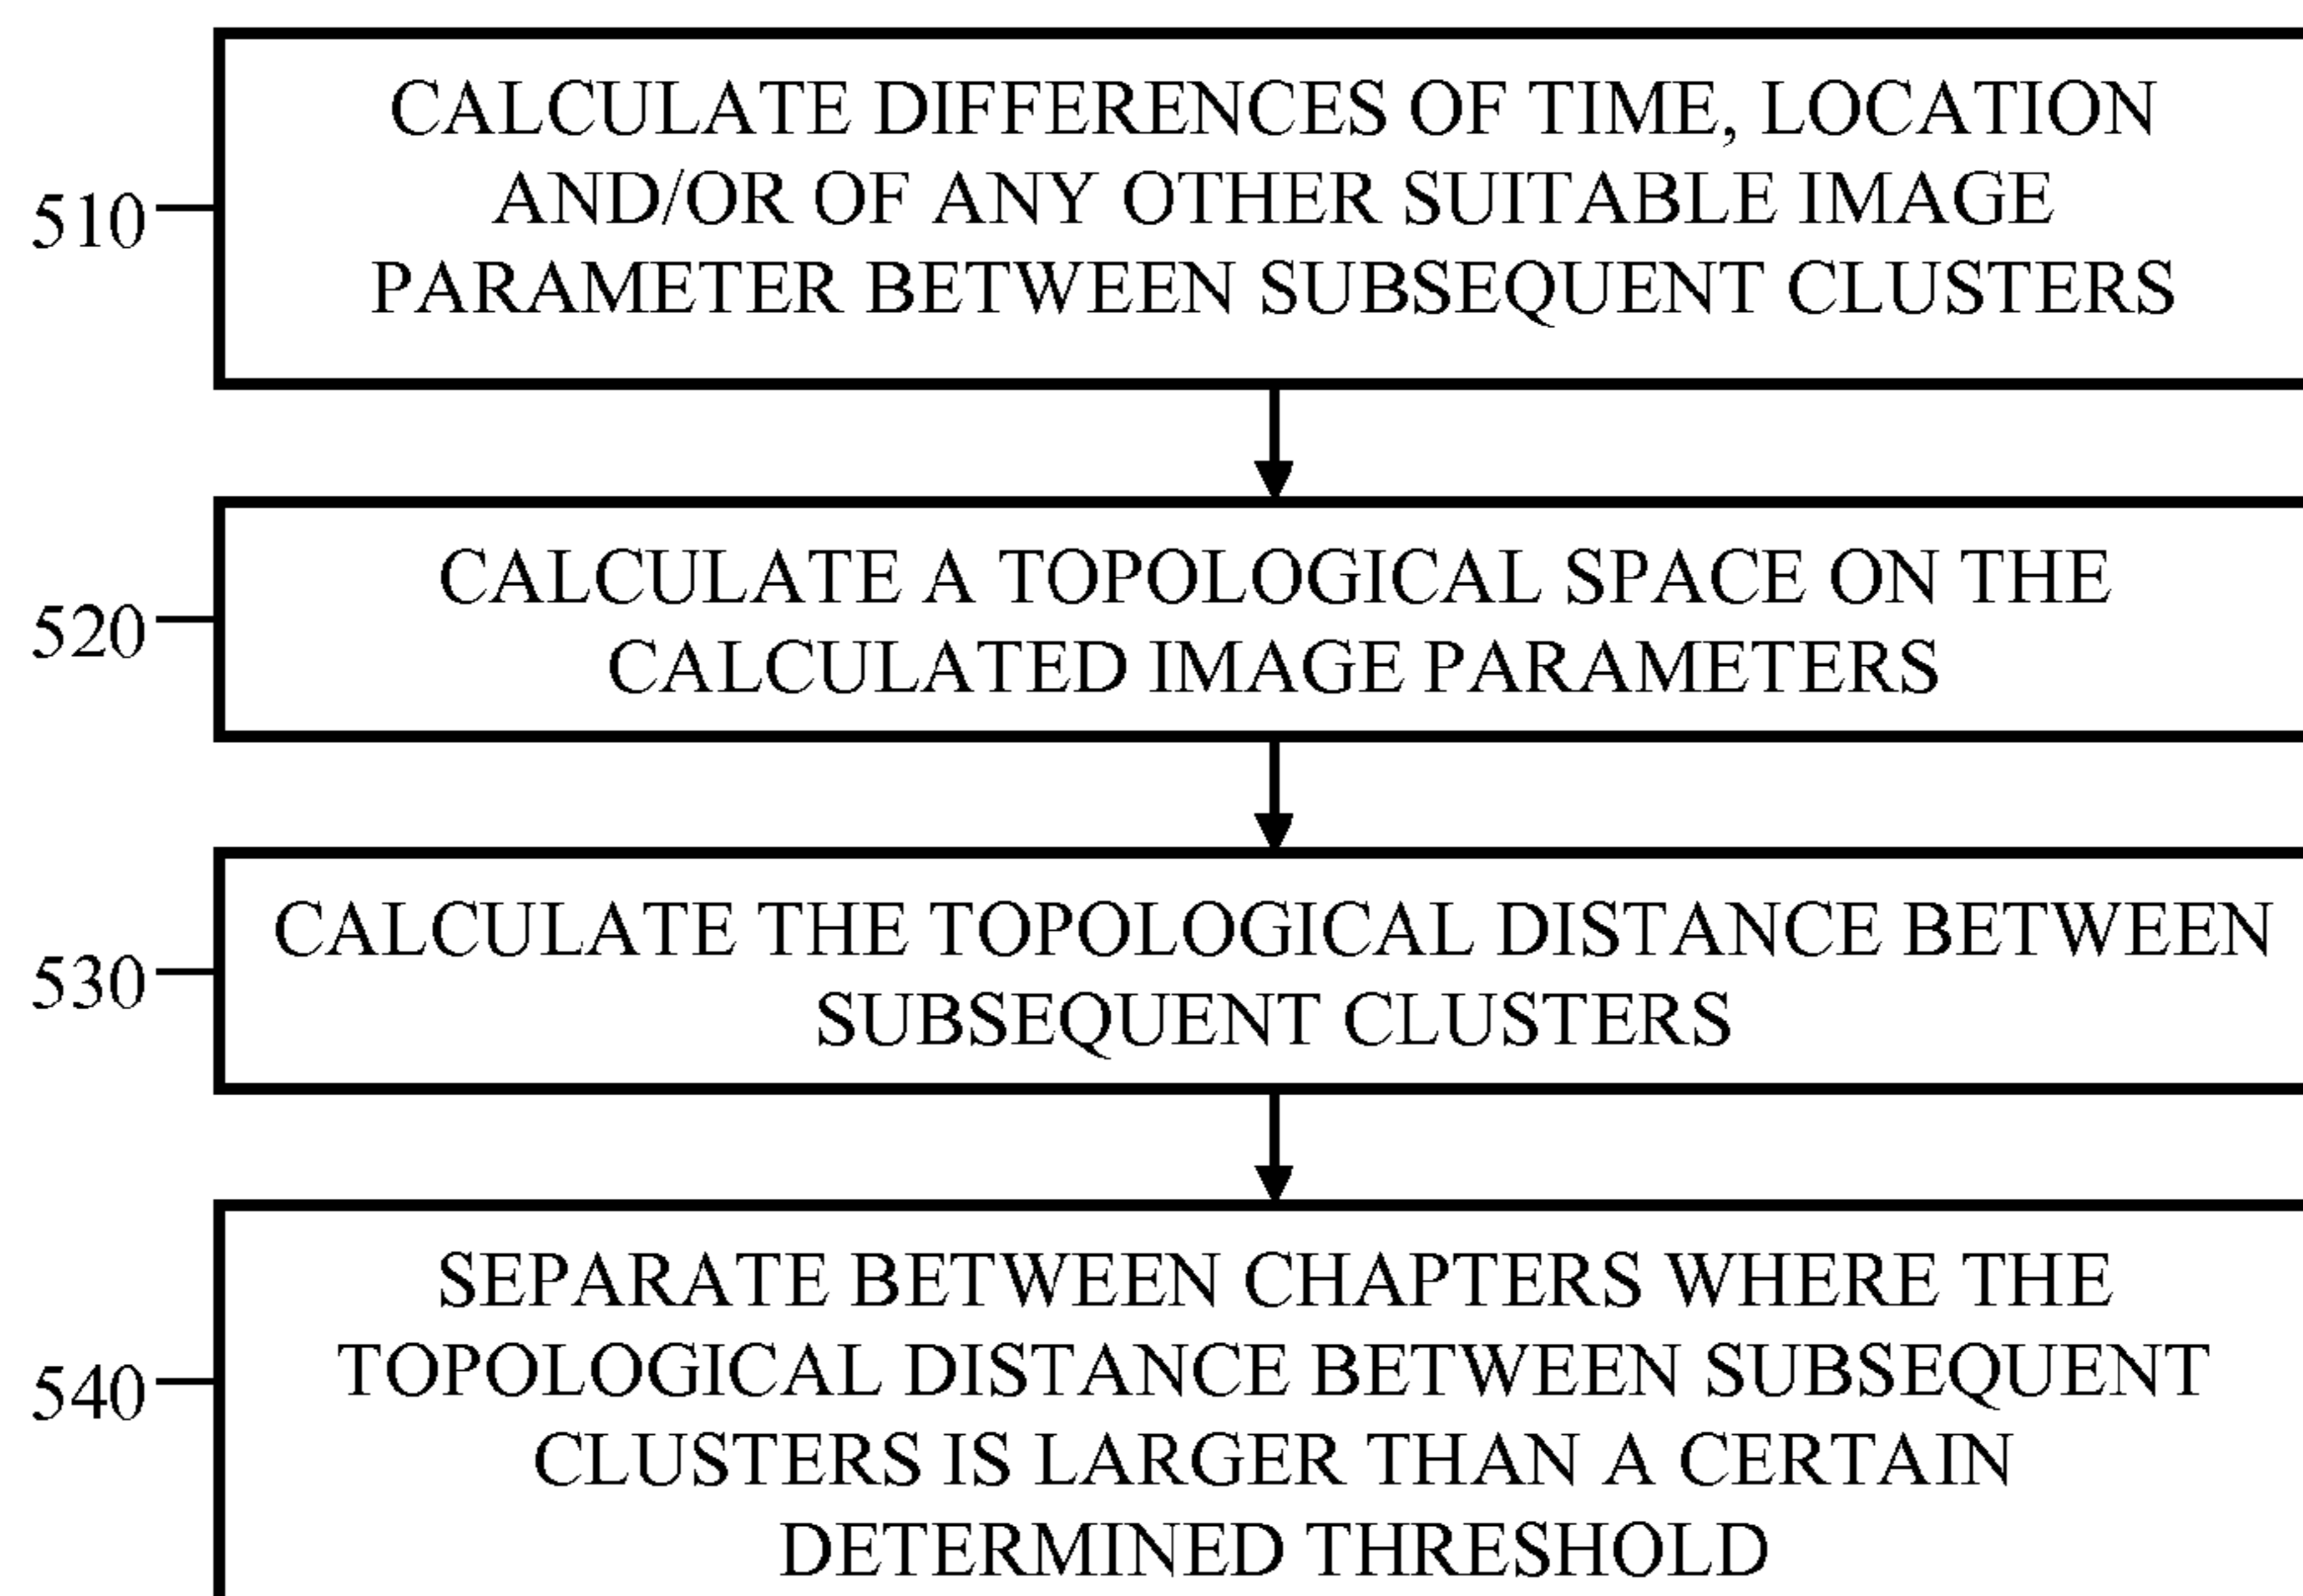 CALCULATE DIFFERENCES OF TIME, LOCATION
AND/OR OF ANY OTHER SUITABLE IMAGE
PARAMETER BETWEEN SUBSEQUENT CLUSTERS
510
CALCULATE A TOPOLOGICAL SPACE ON THE
CALCULATED IMAGE PARAMETERS
520
CALCULATE THE TOPOLOGICAL DISTANCE BETWEEN
SUBSEQUENT CLUSTERS
530
SEPARATE BETWEEN CHAPTERS WHERE THE
TOPOLOGICAL DISTANCE BETWEEN SUBSEQUENT
CLUSTERS IS LARGER THAN A CERTAIN
DETERMINED THRESHOLD
540